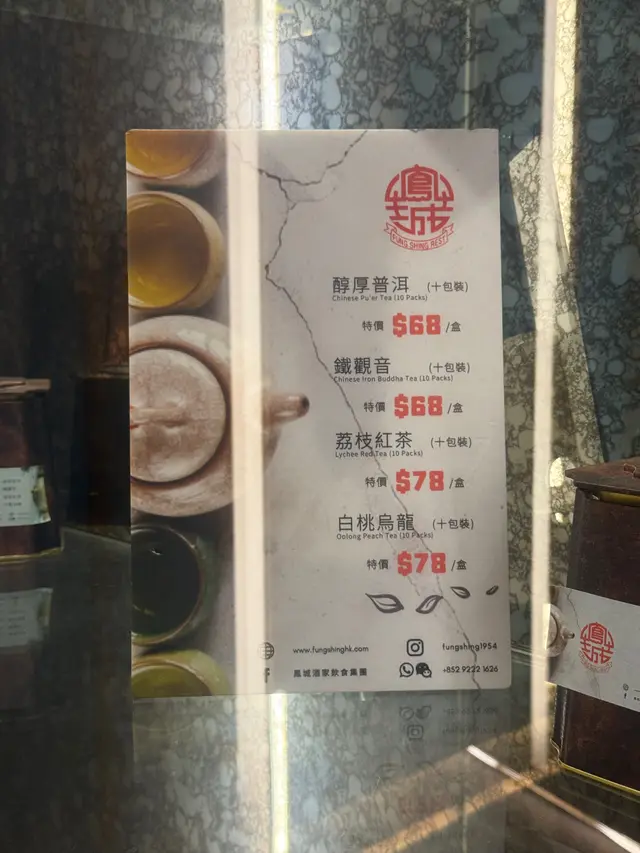 鳳城
FUNG SHING REST
醇厚普洱 (十包裝)
Chinese Pu'er Tea (10 Packs)
特價 $68 /盒
鐵觀音 (十包裝)
Chinese Iron Buddha Tea (10 Packs)
特價 $68 /盒
荔枝紅茶 (十包裝)
Lychee Red Tea (10 Packs)
特價 $78 /盒
白桃烏龍 (十包裝)
Oolong Peach Tea (10 Packs)
特價 $78 /盒
www.fungshinghk.com
fungshing1954
鳳城酒家飲食集團
+852 9222 1626
鳳城